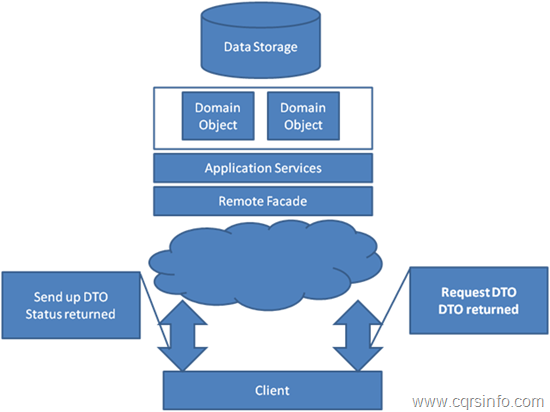 Data Storage
Domain
Object
Domain
Object
Application Services
Remote Facade
Send up DTO
Status returned
Request DTO
DTO returned
Client
www.cqrsinfo.com